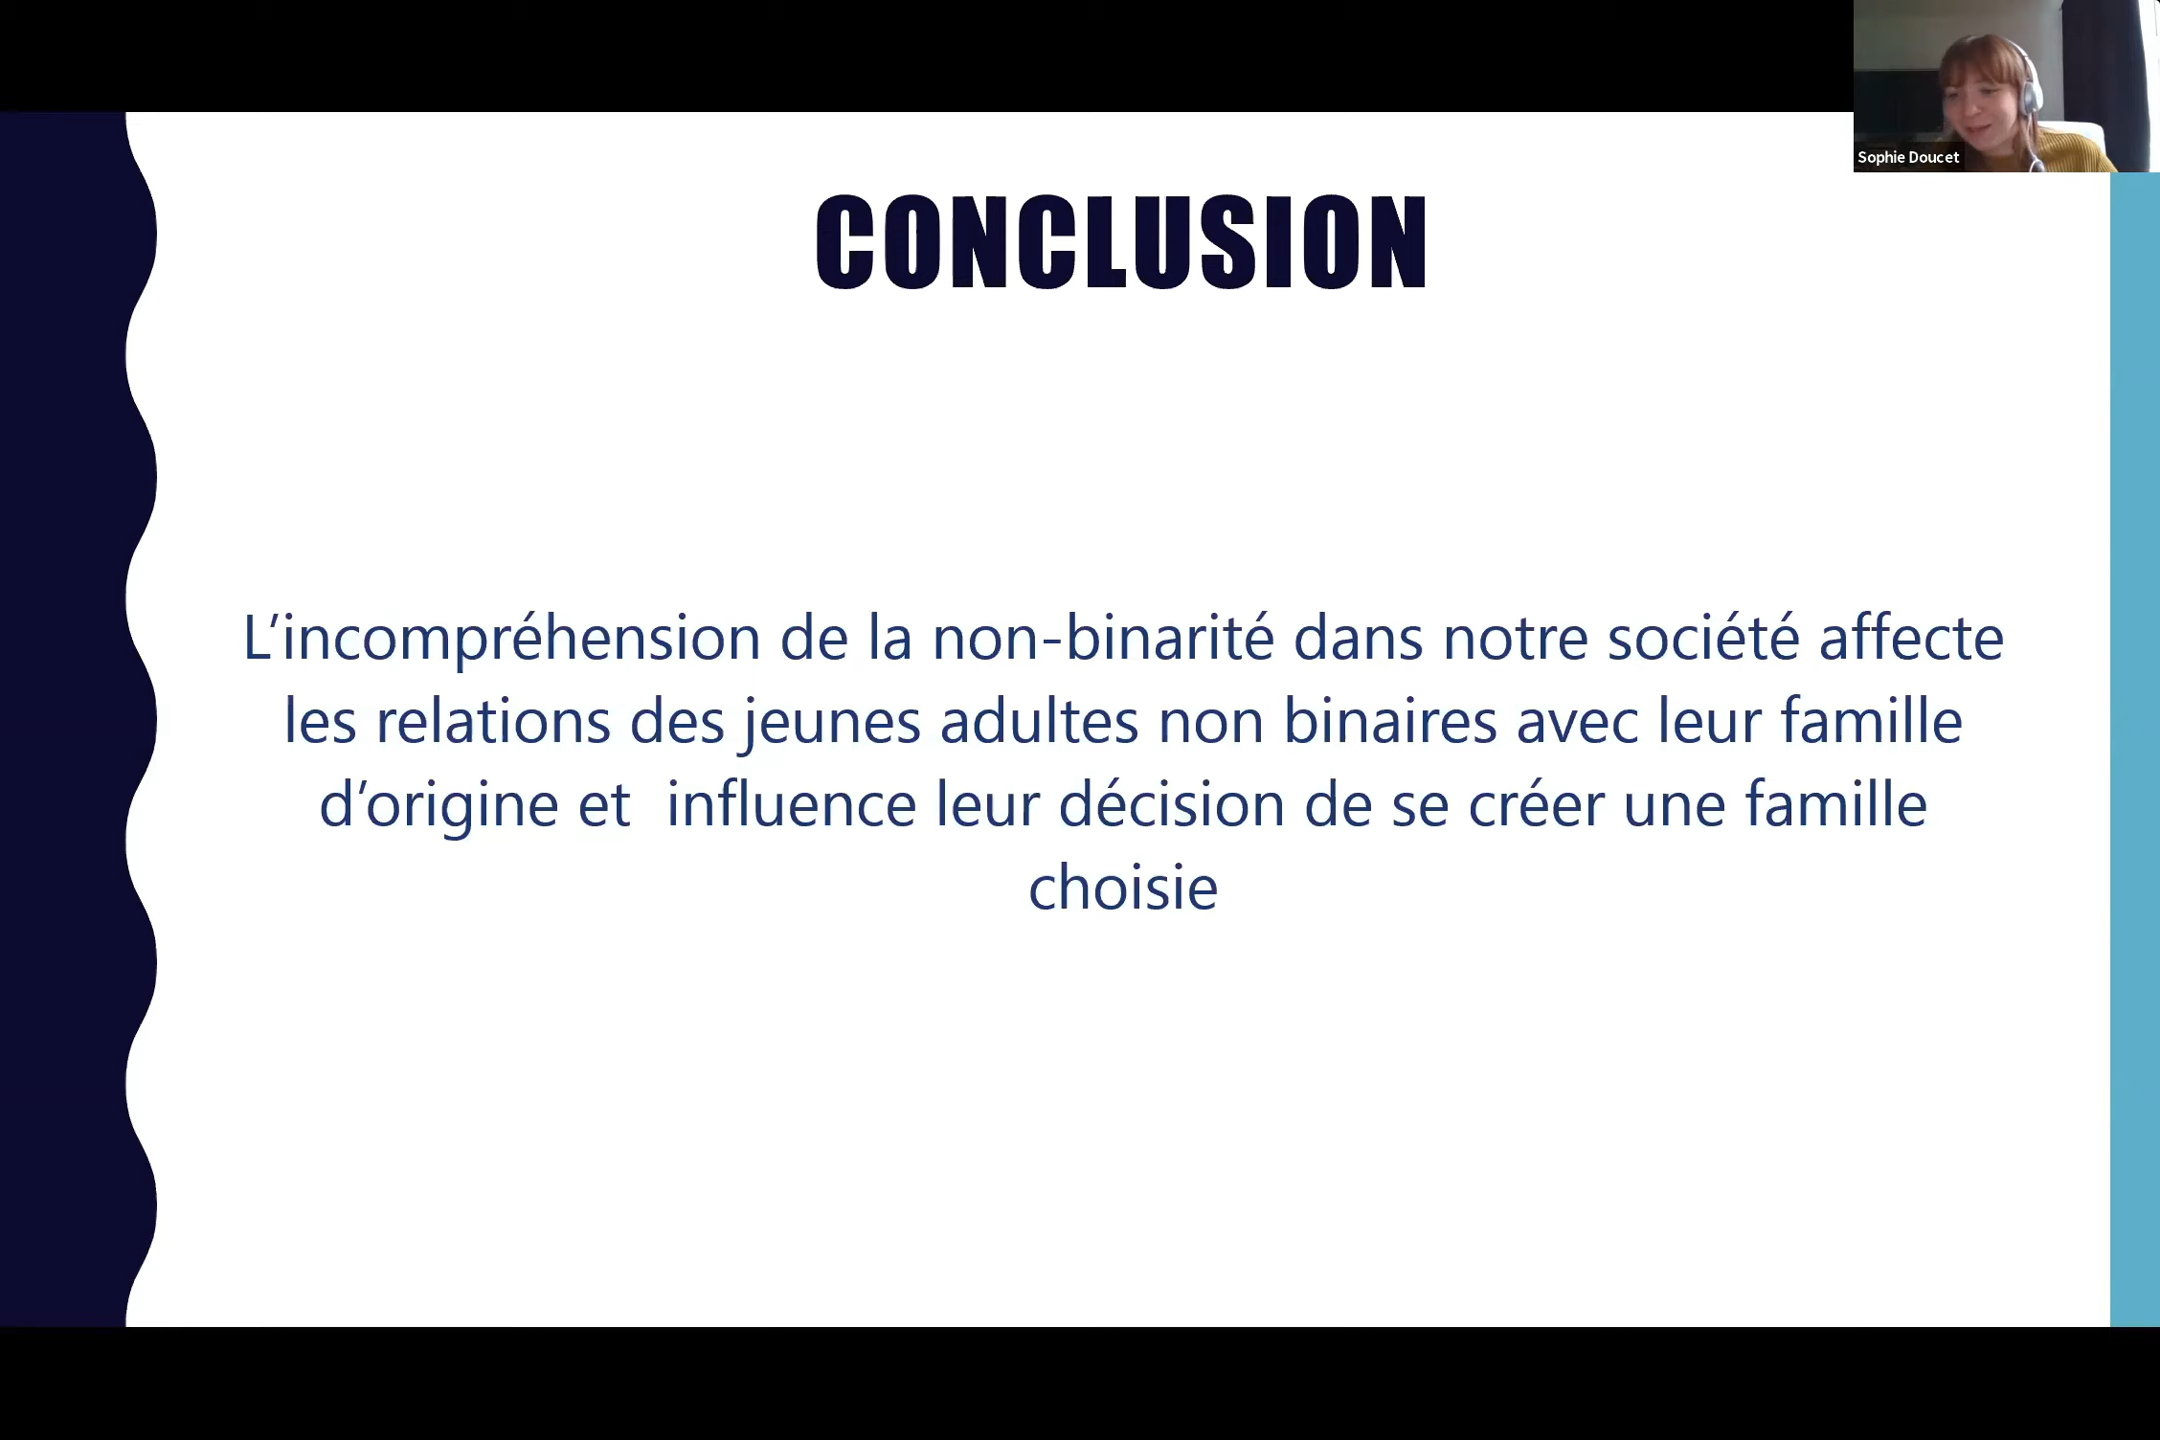 Sophie Doucet
CONCLUSION
L’incompréhension de la non-binarité dans notre société affecte
les relations des jeunes adultes non binaires avec leur famille
d’origine et  influence leur décision de se créer une famille
choisie